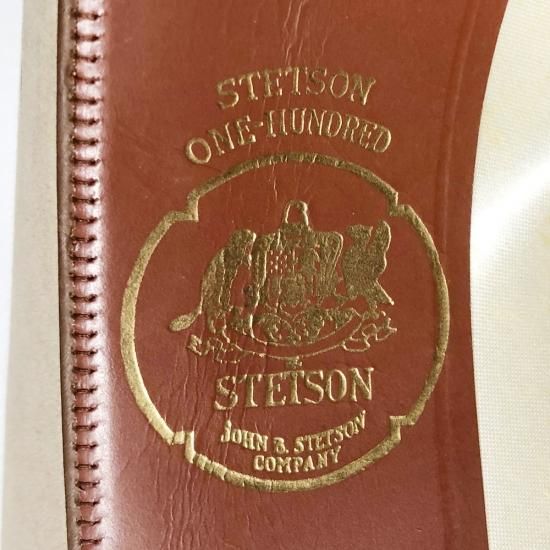 STETSON
ONE-HUNDRED
STETSON
JOHN B. STETSON
COMPANY